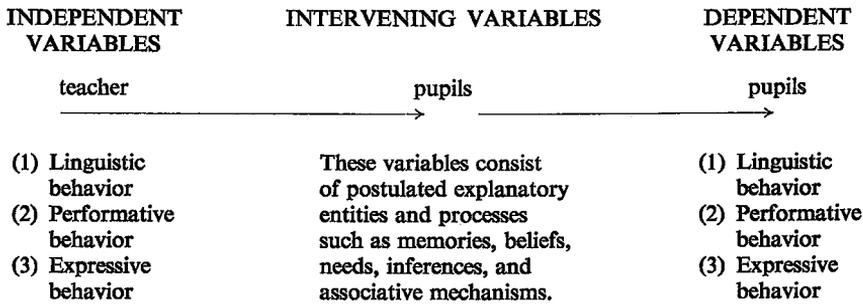 INDEPENDENT VARIABLES
INTERVENING VARIABLES
DEPENDENT VARIABLES
teacher
pupils
pupils
(1) Linguistic
behavior
(2) Performative
behavior
(3) Expressive
behavior
These variables consist
of postulated explanatory
entities and processes
such as memories, beliefs,
needs, inferences, and
associative mechanisms.
(1) Linguistic
behavior
(2) Performative
behavior
(3) Expressive
behavior